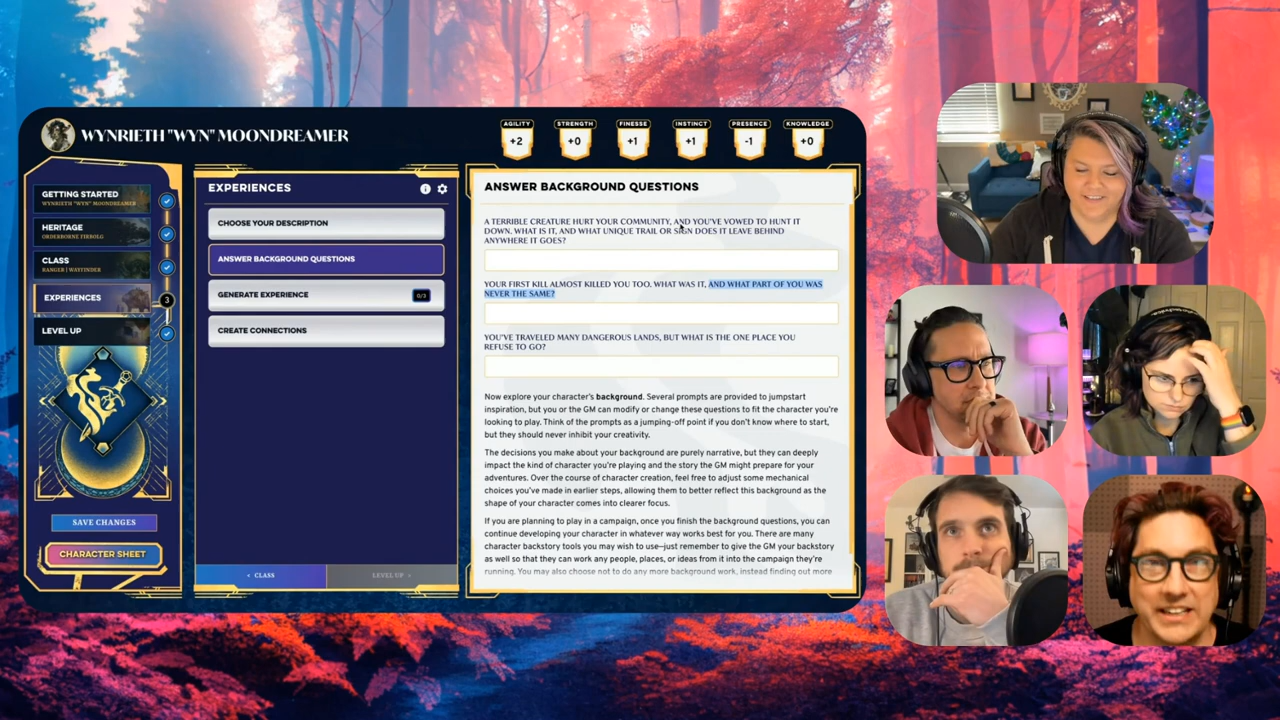 WYNRIETH "WYN" MOONDREAMER
AGILITY
+2
STRENGTH
+0
FINESSE
+1
INSTINCT
+1
PRESENCE
-1
KNOWLEDGE
+0
GETTING STARTED
WYNRIETH "WYN" MOONDREAMER
HERITAGE
ORDERBORNE FIRBOLG
CLASS
RANGER | WAYFINDER
EXPERIENCES
3
LEVEL UP
SAVE CHANGES
CHARACTER SHEET
EXPERIENCES
CHOOSE YOUR DESCRIPTION
ANSWER BACKGROUND QUESTIONS
GENERATE EXPERIENCE
0/2
CREATE CONNECTIONS
‹ CLASS
LEVEL UP ›
ANSWER BACKGROUND QUESTIONS
A TERRIBLE CREATURE HURT YOUR COMMUNITY, AND YOU'VE VOWED TO HUNT IT
DOWN. WHAT IS IT, AND WHAT UNIQUE TRAIL OR SIGN DOES IT LEAVE BEHIND
ANYWHERE IT GOES?
YOUR FIRST KILL ALMOST KILLED YOU TOO. WHAT WAS IT, AND WHAT PART OF YOU WAS
NEVER THE SAME?
YOU'VE TRAVELED MANY DANGEROUS LANDS, BUT WHAT IS THE ONE PLACE YOU
REFUSE TO GO?
Now explore your character's background. Several prompts are provided to jumpstart
inspiration, but you or the GM can modify or change these questions to fit the character you're
looking to play. Think of the prompts as a jumping-off point if you don't know where to start,
but they should never inhibit your creativity.
The decisions you make about your background are purely narrative, but they can deeply
impact the kind of character you're playing and the story the GM might prepare for your
adventures. Over the course of character creation, feel free to adjust some mechanical
choices you've made in earlier steps, allowing them to better reflect this background as the
shape of your character comes into clearer focus.
If you are planning to play in a campaign, once you finish the background questions, you can
continue developing your character in whatever way works best for you. There are many
character backstory tools you may wish to use—just remember to give the GM your backstory
as well so that they can work any people, places, or ideas from it into the campaign they're
running. You may also choose not to do any more background work, instead finding out more